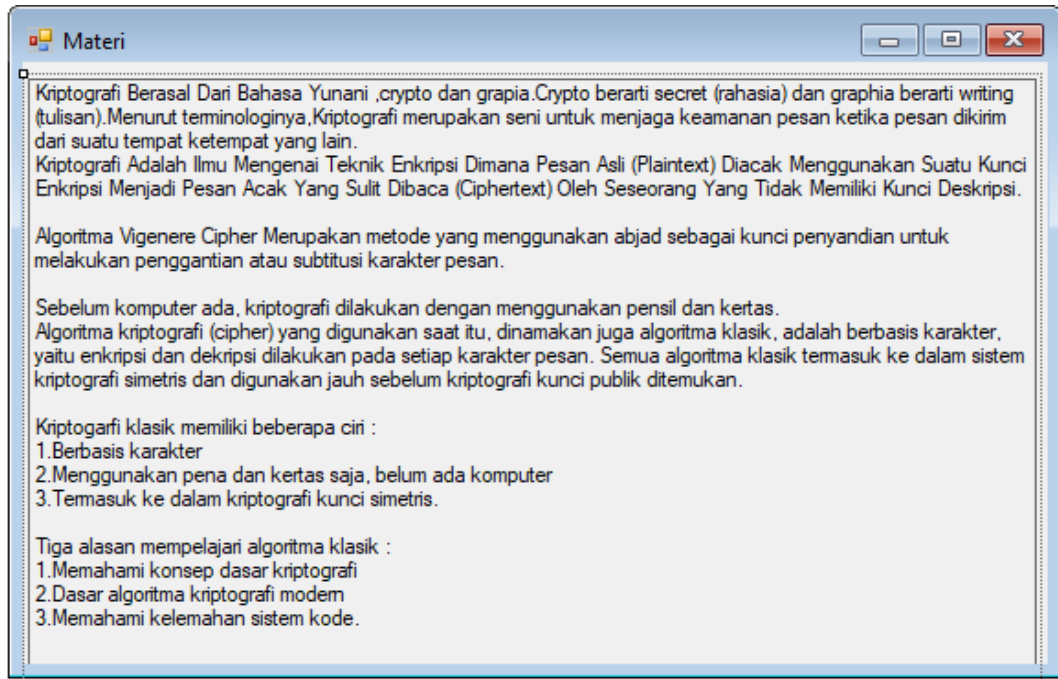 Materi
Kriptografi Berasal Dari Bahasa Yunani ,crypto dan grapia.Crypto berarti secret (rahasia) dan graphia berarti writing
(tulisan).Menurut terminologinya,Kriptografi merupakan seni untuk menjaga keamanan pesan ketika pesan dikirim
dari suatu tempat ketempat yang lain.
Kriptografi Adalah Ilmu Mengenai Teknik Enkripsi Dimana Pesan Asli (Plaintext) Diacak Menggunakan Suatu Kunci
Enkripsi Menjadi Pesan Acak Yang Sulit Dibaca (Ciphertext) Oleh Seseorang Yang Tidak Memiliki Kunci Deskripsi.
Algoritma Vigenere Cipher Merupakan metode yang menggunakan abjad sebagai kunci penyandian untuk
melakukan penggantian atau subtitusi karakter pesan.
Sebelum komputer ada, kriptografi dilakukan dengan menggunakan pensil dan kertas.
Algoritma kriptografi (cipher) yang digunakan saat itu, dinamakan juga algoritma klasik, adalah berbasis karakter,
yaitu enkripsi dan dekripsi dilakukan pada setiap karakter pesan. Semua algoritma klasik termasuk ke dalam sistem
kriptografi simetris dan digunakan jauh sebelum kriptografi kunci publik ditemukan.
Kriptogarfi klasik memiliki beberapa ciri :
1.Berbasis karakter
2.Menggunakan pena dan kertas saja, belum ada komputer
3.Termasuk ke dalam kriptografi kunci simetris.
Tiga alasan mempelajari algoritma klasik :
1.Memahami konsep dasar kriptografi
2.Dasar algoritma kriptografi modern
3.Memahami kelemahan sistem kode.